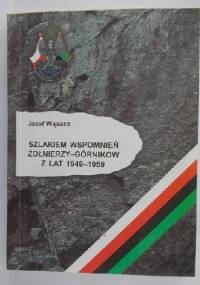 Józef Wąsacz
SZLAKIEM WSPOMNIEŃ
ŻOŁNIERZY-GÓRNIKÓW
Z LAT 1949-1959